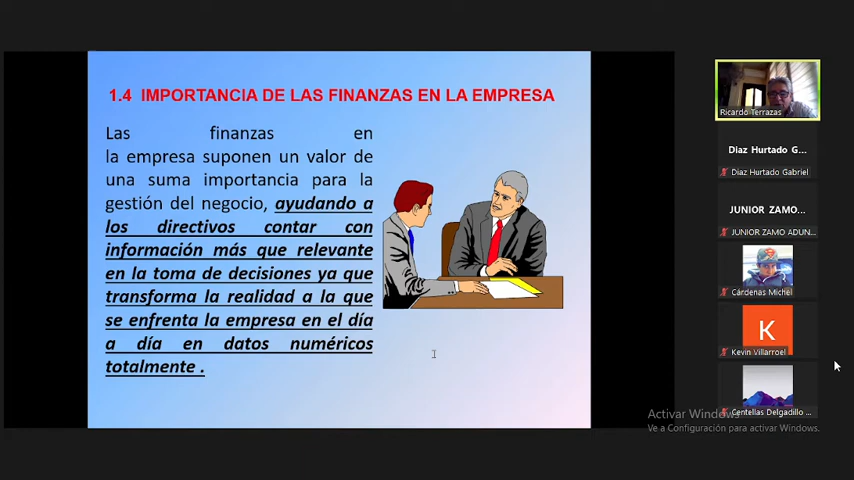 1.4 IMPORTANCIA DE LAS FINANZAS EN LA EMPRESA
Las finanzas en
la empresa suponen un valor de
una suma importancia para la
gestión del negocio, ayudando a
los directivos contar con
información más que relevante
en la toma de decisiones ya que
transforma la realidad a la que
se enfrenta la empresa en el día
a día en datos numéricos
totalmente .
Ricardo Terrazas
Diaz Hurtado G...
Diaz Hurtado Gabriel
JUNIOR ZAMO...
JUNIOR ZAMO ADUN...
Cárdenas Michel
K
Kevin Villarroel
Centellas Delgadillo ...
Activar Windows
Ve a Configuración para activar Windows.